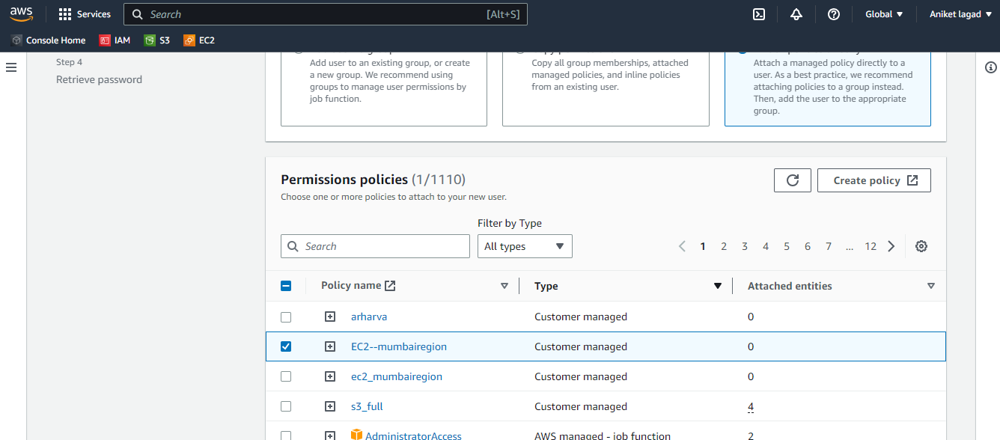 aws
Services
Search
[Alt+S]
Global
Aniket lagad
Console Home
IAM
S3
EC2
Step 4
Retrieve password
Add user to an existing group, or create
a new group. We recommend using
groups to manage user permissions by
job function.
Copy all group memberships, attached
managed policies, and inline policies
from an existing user.
Attach a managed policy directly to a
user. As a best practice, we recommend
attaching policies to a group instead.
Then, add the user to the appropriate
group.
Permissions policies (1/1110)
Create policy
Choose one or more policies to attach to your new user.
Filter by Type
Search
All types
1 2 3 4 5 6 7 ... 12
Policy name
Type
Attached entities
arharva
Customer managed
0
EC2--mumbairegion
Customer managed
0
ec2_mumbairegion
Customer managed
0
s3_full
Customer managed
4
AdministratorAccess
AWS managed - job function
2